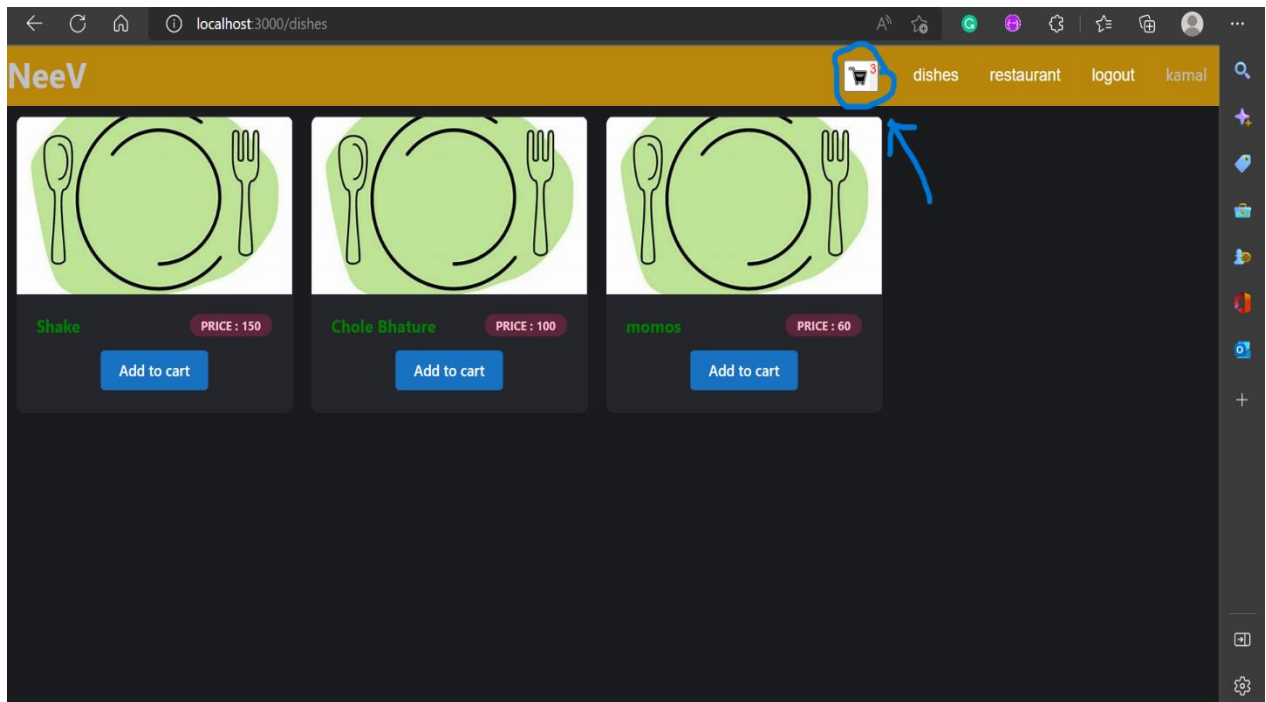 localhost:3000/dishes
NeeV
3 dishes restaurant logout kamal
Shake PRICE : 150 Chole Bhature PRICE : 100 momos PRICE : 60
Add to cart Add to cart Add to cart